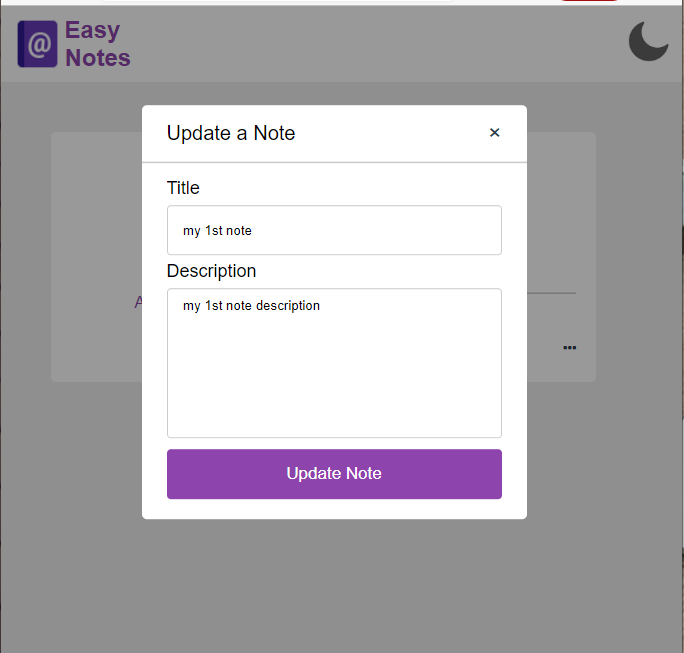 @
Easy
Notes
Update a Note
×
Title
my 1st note
Description
my 1st note description
A
Update Note